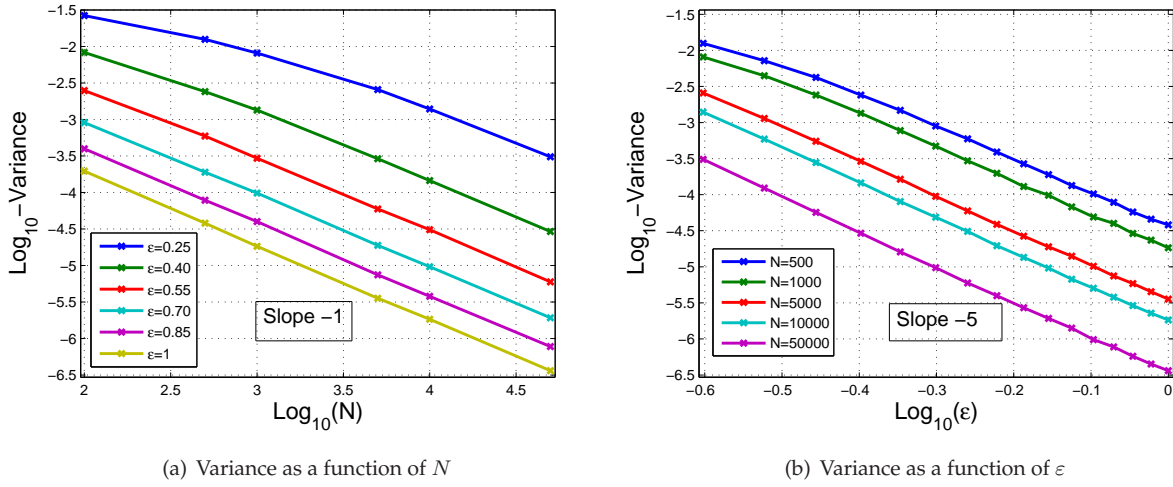 −1.5
−2
−2.5
−3
−3.5
−4
−4.5
−5
−5.5
−6
−6.5
Log10−Variance
ε=0.25
ε=0.40
ε=0.55
ε=0.70
ε=0.85
ε=1
Slope −1
2
2.5
3
3.5
4
4.5
Log10(N)
(a) Variance as a function of N
−1.5
−2
−2.5
−3
−3.5
−4
−4.5
−5
−5.5
−6
−6.5
Log10−Variance
N=500
N=1000
N=5000
N=10000
N=50000
Slope −5
−0.6
−0.5
−0.4
−0.3
−0.2
−0.1
0
Log10(ε)
(b) Variance as a function of ε